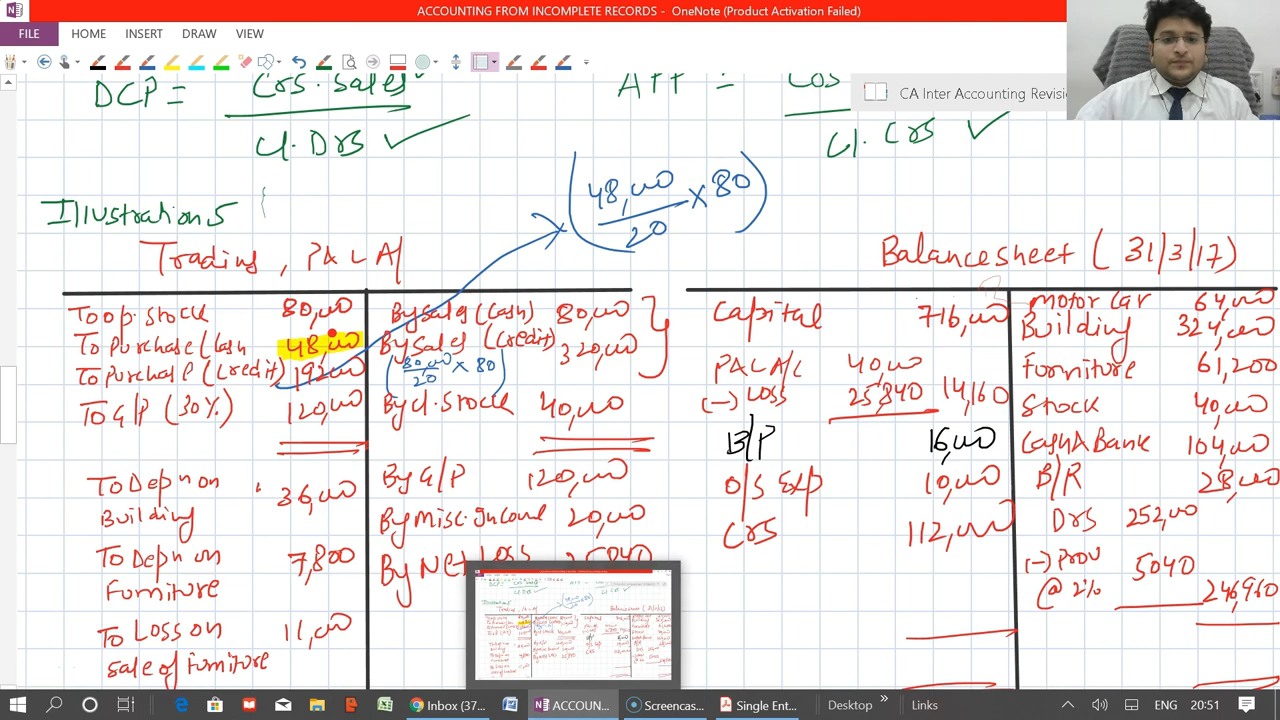 ACCOUNTING FROM INCOMPLETE RECORDS - OneNote (Product Activation Failed)
FILE HOME INSERT DRAW VIEW
DCP = Crs. Sales
Cl. Drs
CA Inter Accounting Revisi
Cl. Crs
(48,000 × 80)
20
Illustration 5
Trading, P&L A/
Balancesheet (31/3/17)
To op. stock 80,000
By Sales (Cash) 80,000
To Purchase (Cash 48,000
By Sales (Credit) 320,000
To Purchase (Credit) 192,000
(80,000 × 80)
20
To G/P (30%) 120,000
By Cl. Stock 40,000
To Depn on Building 36,000
By G/P 120,000
By Misc. Income 20,000
To Depn on Furniture 7,800
By Net Loss
To Loss on sale of furniture 11,000
Capital 716,000
P&L A/C 40,000
(-) Loss 25,840 14,160
B/P 16,000
O/S Exp 10,000
Crs 112,000
Motor Car 64,000
Building 324,000
Furniture 61,200
Stock 40,000
Cash & Bank 104,000
B/R 28,000
Drs 252,000
(-) Prov @ 2% 5040 246,960
Inbox (37...
ACCOUN...
Screencas...
Single Ent...
Desktop
Links
ENG
20:51